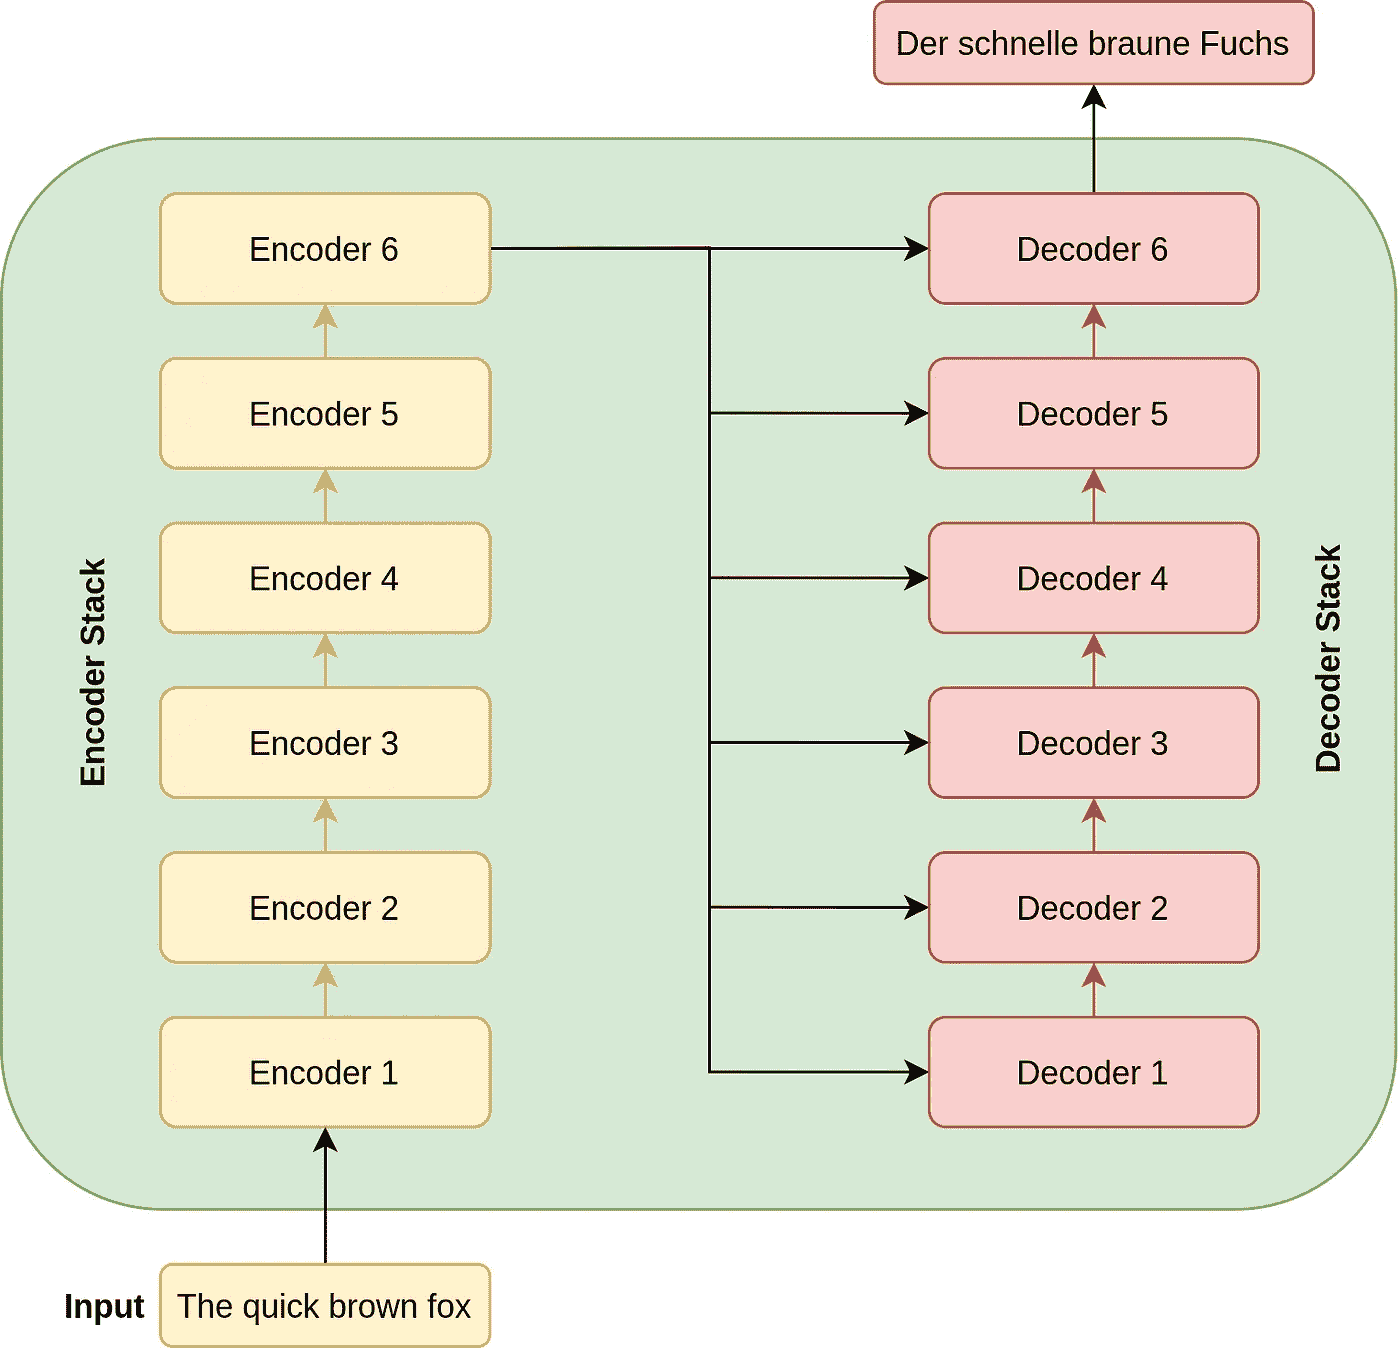 Der schnelle braune Fuchs
Encoder 6
Decoder 6
Encoder 5
Decoder 5
Encoder 4
Decoder 4
Encoder Stack
Decoder Stack
Encoder 3
Decoder 3
Encoder 2
Decoder 2
Encoder 1
Decoder 1
Input
The quick brown fox